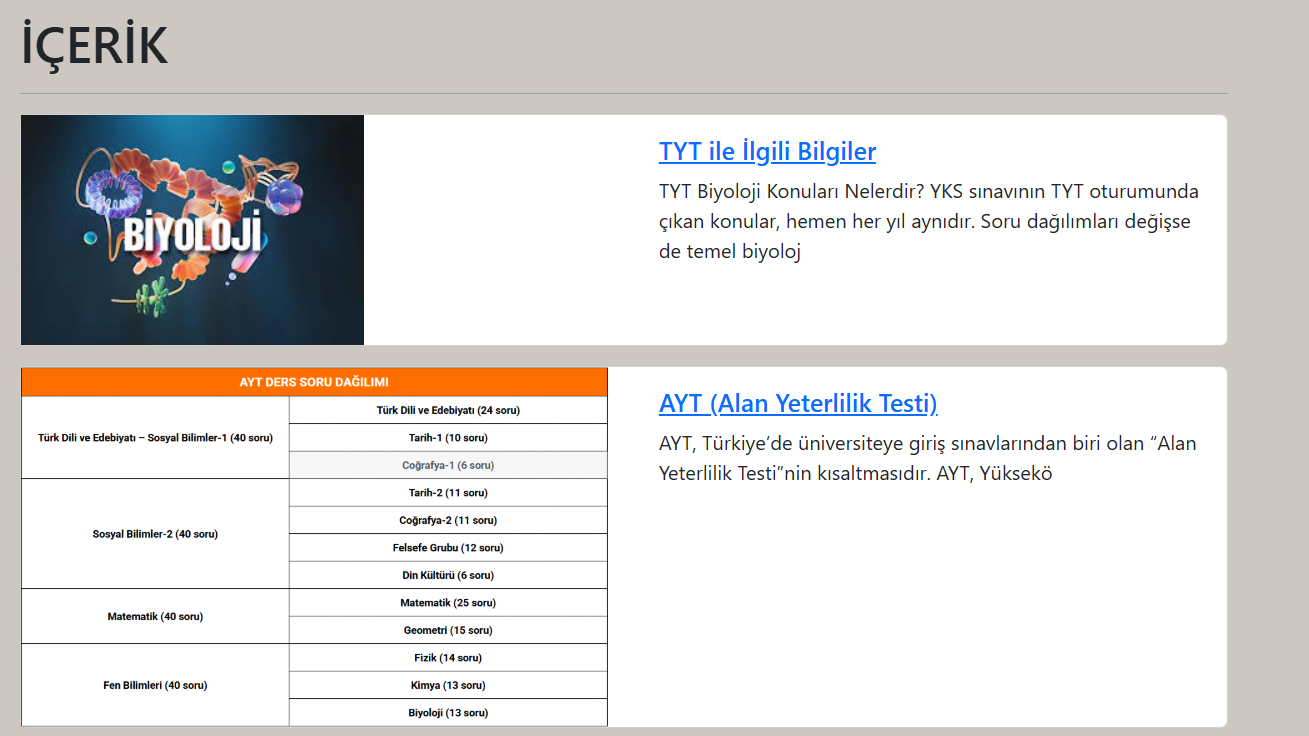 İÇERİK
BİYOLOJİ
TYT ile İlgili Bilgiler
TYT Biyoloji Konuları Nelerdir? YKS sınavının TYT oturumunda
çıkan konular, hemen her yıl aynıdır. Soru dağılımları değişse
de temel biyoloj
AYT DERS SORU DAĞILIMI
Türk Dili ve Edebiyatı – Sosyal Bilimler-1 (40 soru)
Türk Dili ve Edebiyatı (24 soru)
Tarih-1 (10 soru)
Coğrafya-1 (6 soru)
Sosyal Bilimler-2 (40 soru)
Tarih-2 (11 soru)
Coğrafya-2 (11 soru)
Felsefe Grubu (12 soru)
Din Kültürü (6 soru)
Matematik (40 soru)
Matematik (25 soru)
Geometri (15 soru)
Fen Bilimleri (40 soru)
Fizik (14 soru)
Kimya (13 soru)
Biyoloji (13 soru)
AYT (Alan Yeterlilik Testi)
AYT, Türkiye’de üniversiteye giriş sınavlarından biri olan “Alan
Yeterlilik Testi”nin kısaltmasıdır. AYT, Yüksekö